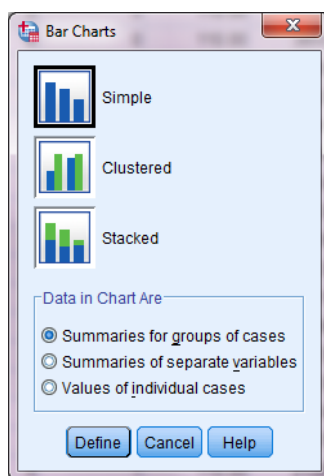 Bar Charts
Simple
Clustered
Stacked
Data in Chart Are
Summaries for groups of cases
Summaries of separate variables
Values of individual cases
Define Cancel Help